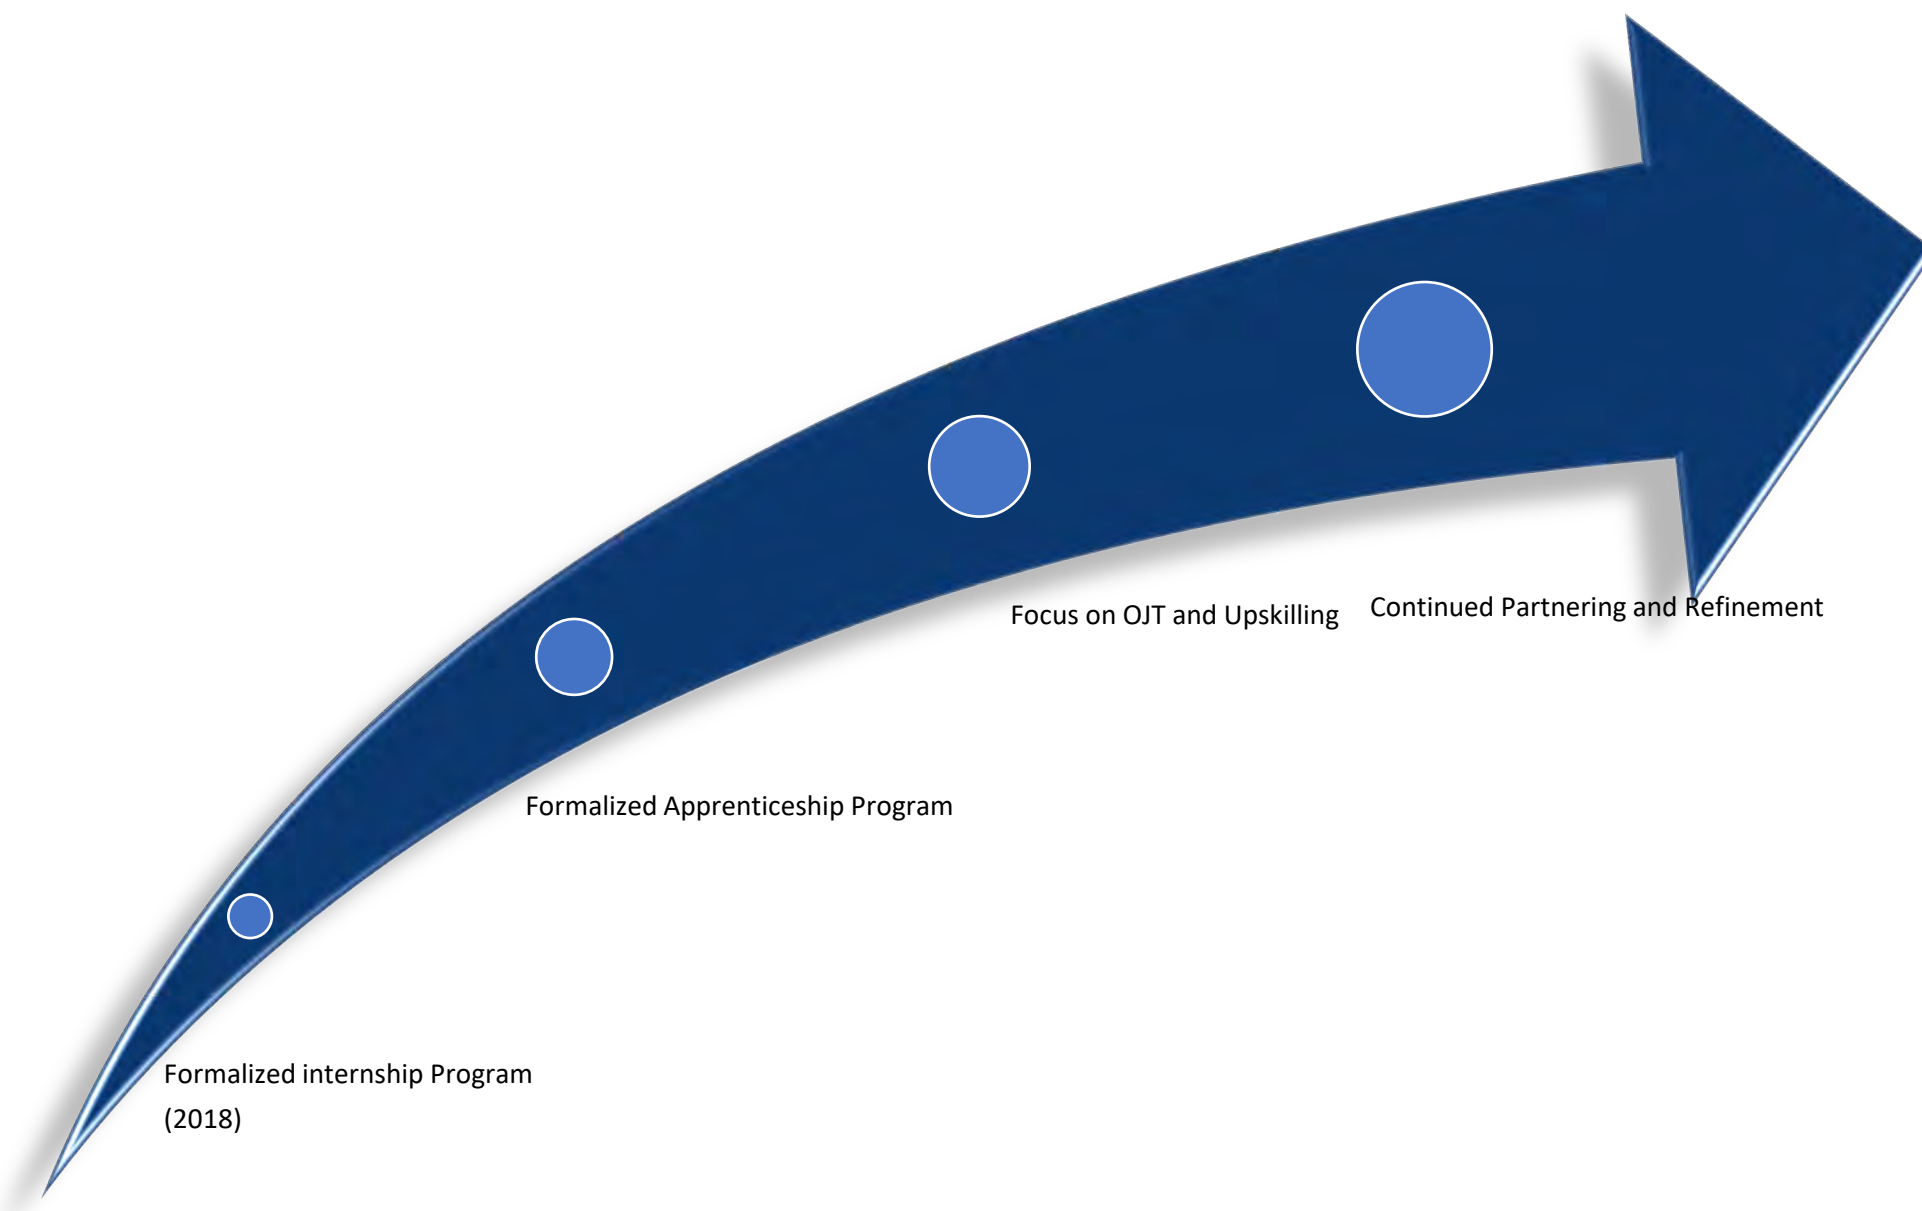 Formalized internship Program
(2018)
Formalized Apprenticeship Program
Focus on OJT and Upskilling
Continued Partnering and Refinement